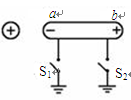 a b
⊕ − +
S₁ S₂